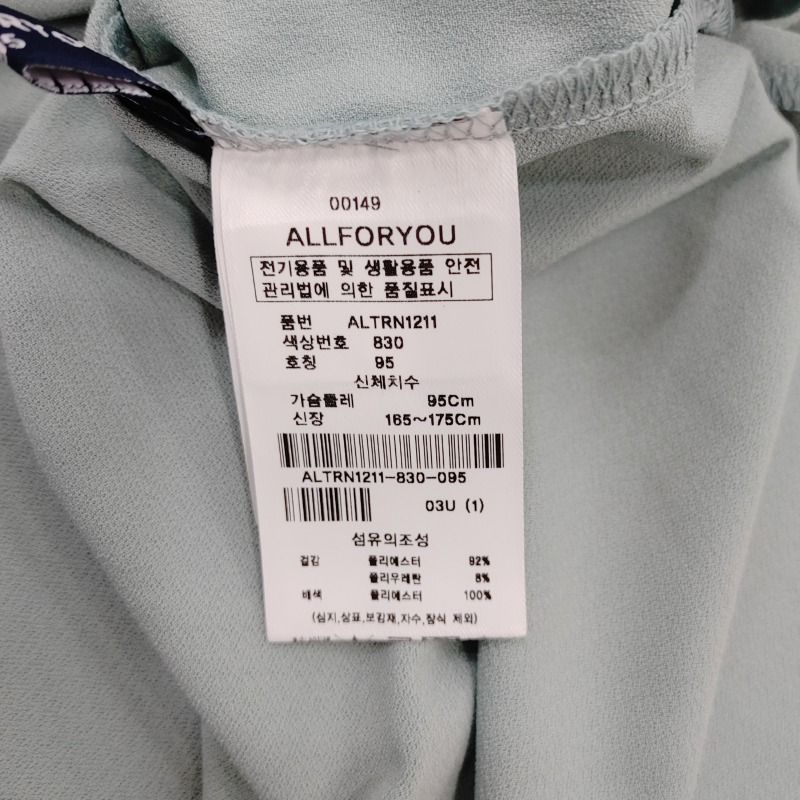 00149
ALLFORYOU
전기용품 및 생활용품 안전
관리법에 의한 품질표시
품번 ALTRN1211
색상번호 830
호칭 95
신체치수
가슴둘레 95Cm
신장 165~175Cm
ALTRN1211-830-095
03U (1)
섬유의조성
겉감 폴리에스터 92%
폴리우레탄 8%
배색 폴리에스터 100%
(심지,상표,보강재,자수,장식 제외)